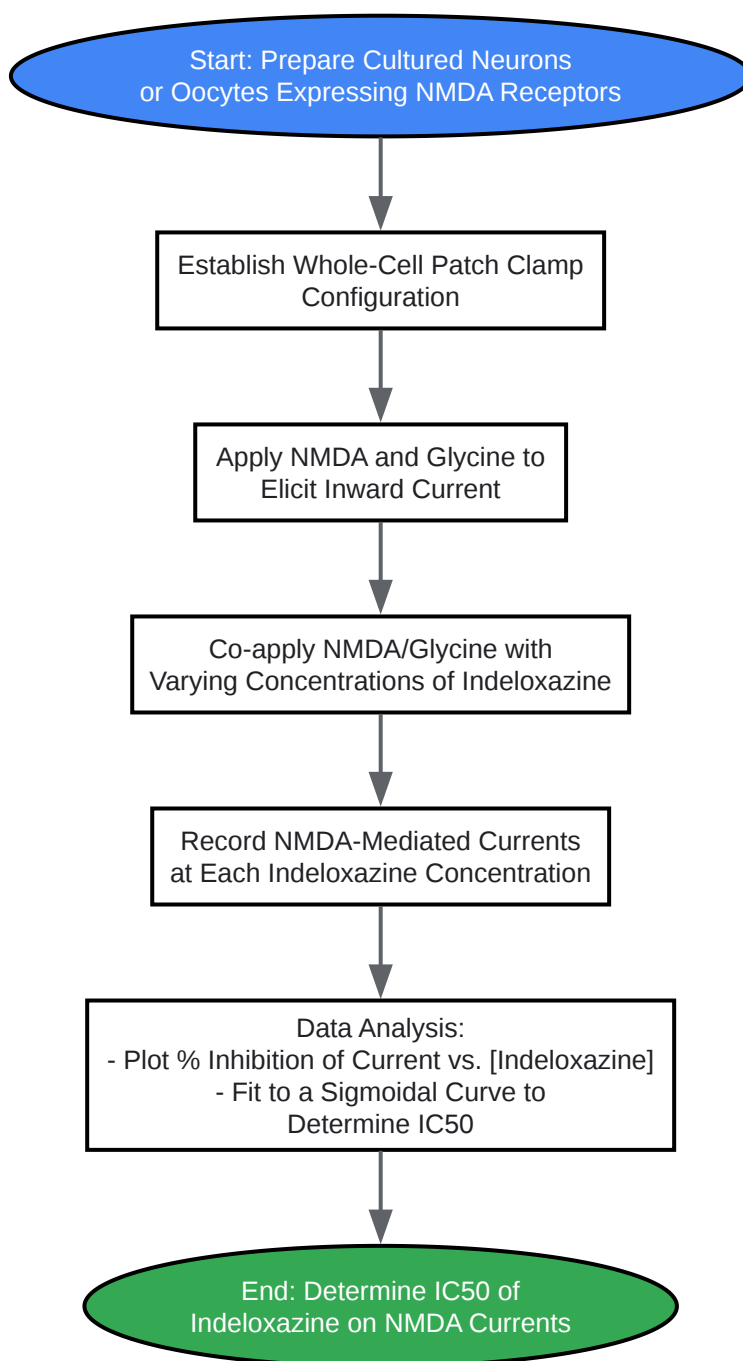 Start: Prepare Cultured Neurons
or Oocytes Expressing NMDA Receptors
Establish Whole-Cell Patch Clamp
Configuration
Apply NMDA and Glycine to
Elicit Inward Current
Co-apply NMDA/Glycine with
Varying Concentrations of Indeloxazine
Record NMDA-Mediated Currents
at Each Indeloxazine Concentration
Data Analysis:
- Plot % Inhibition of Current vs. [Indeloxazine]
- Fit to a Sigmoidal Curve to
Determine IC50
End: Determine IC50 of
Indeloxazine on NMDA Currents